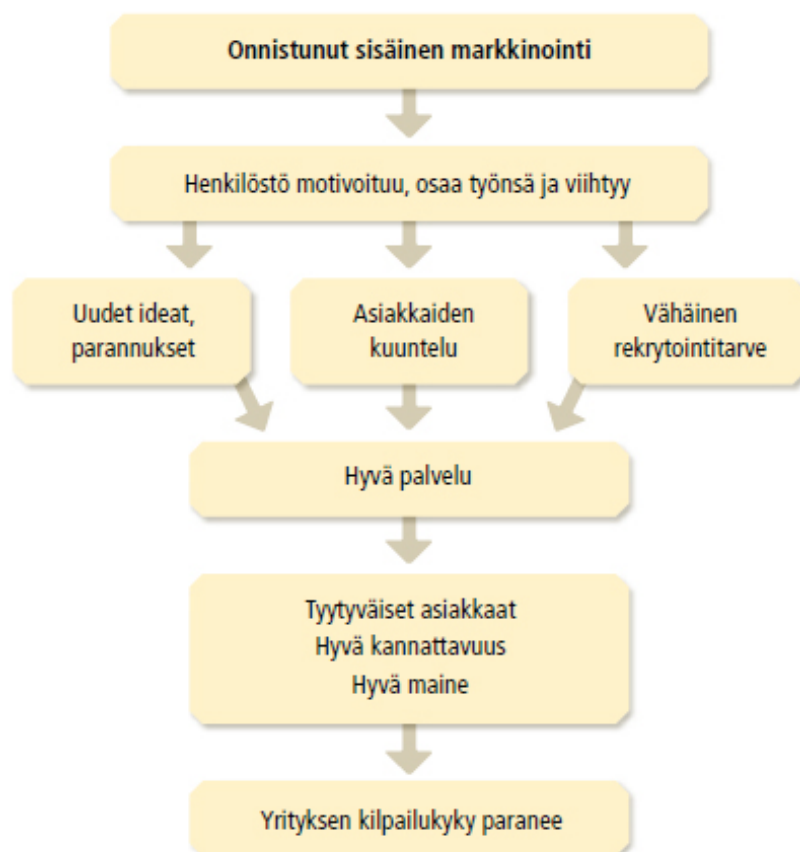 Onnistunut sisäinen markkinointi
Henkilöstö motivoituu, osaa työnsä ja viihtyy
Uudet ideat,
parannukset
Asiakkaiden
kuuntelu
Vähäinen
rekrytointitarve
Hyvä palvelu
Tyytyväiset asiakkaat
Hyvä kannattavuus
Hyvä maine
Yrityksen kilpailukyky paranee